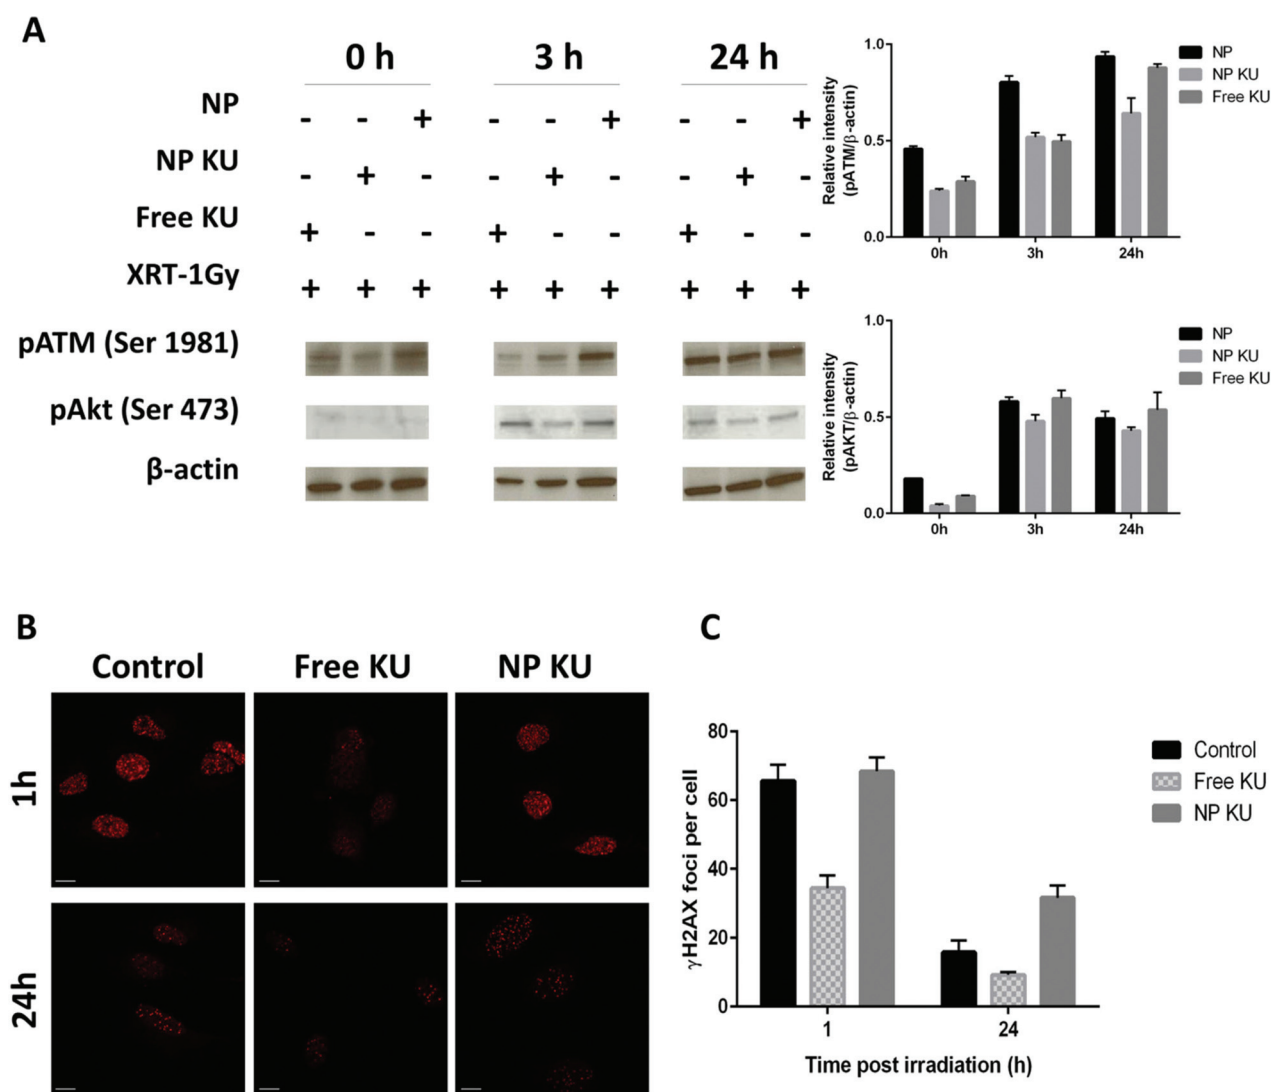 A
0 h 3 h 24 h
NP - - + - - + - - +
NP KU - + - - + - - + -
Free KU + - - + - - + - -
XRT-1Gy + + + + + + + + +
pATM (Ser 1981)
pAkt (Ser 473)
β-actin
Relative intensity
(pATM/β-actin)
1.0
0.5
0.0
0h 3h 24h
NP
NP KU
Free KU
Relative intensity
(pAKT/β-actin)
1.0
0.5
0.0
0h 3h 24h
NP
NP KU
Free KU
B
Control Free KU NP KU
1h
24h
C
γH2AX foci per cell
80
60
40
20
0
1 24
Time post irradiation (h)
Control
Free KU
NP KU